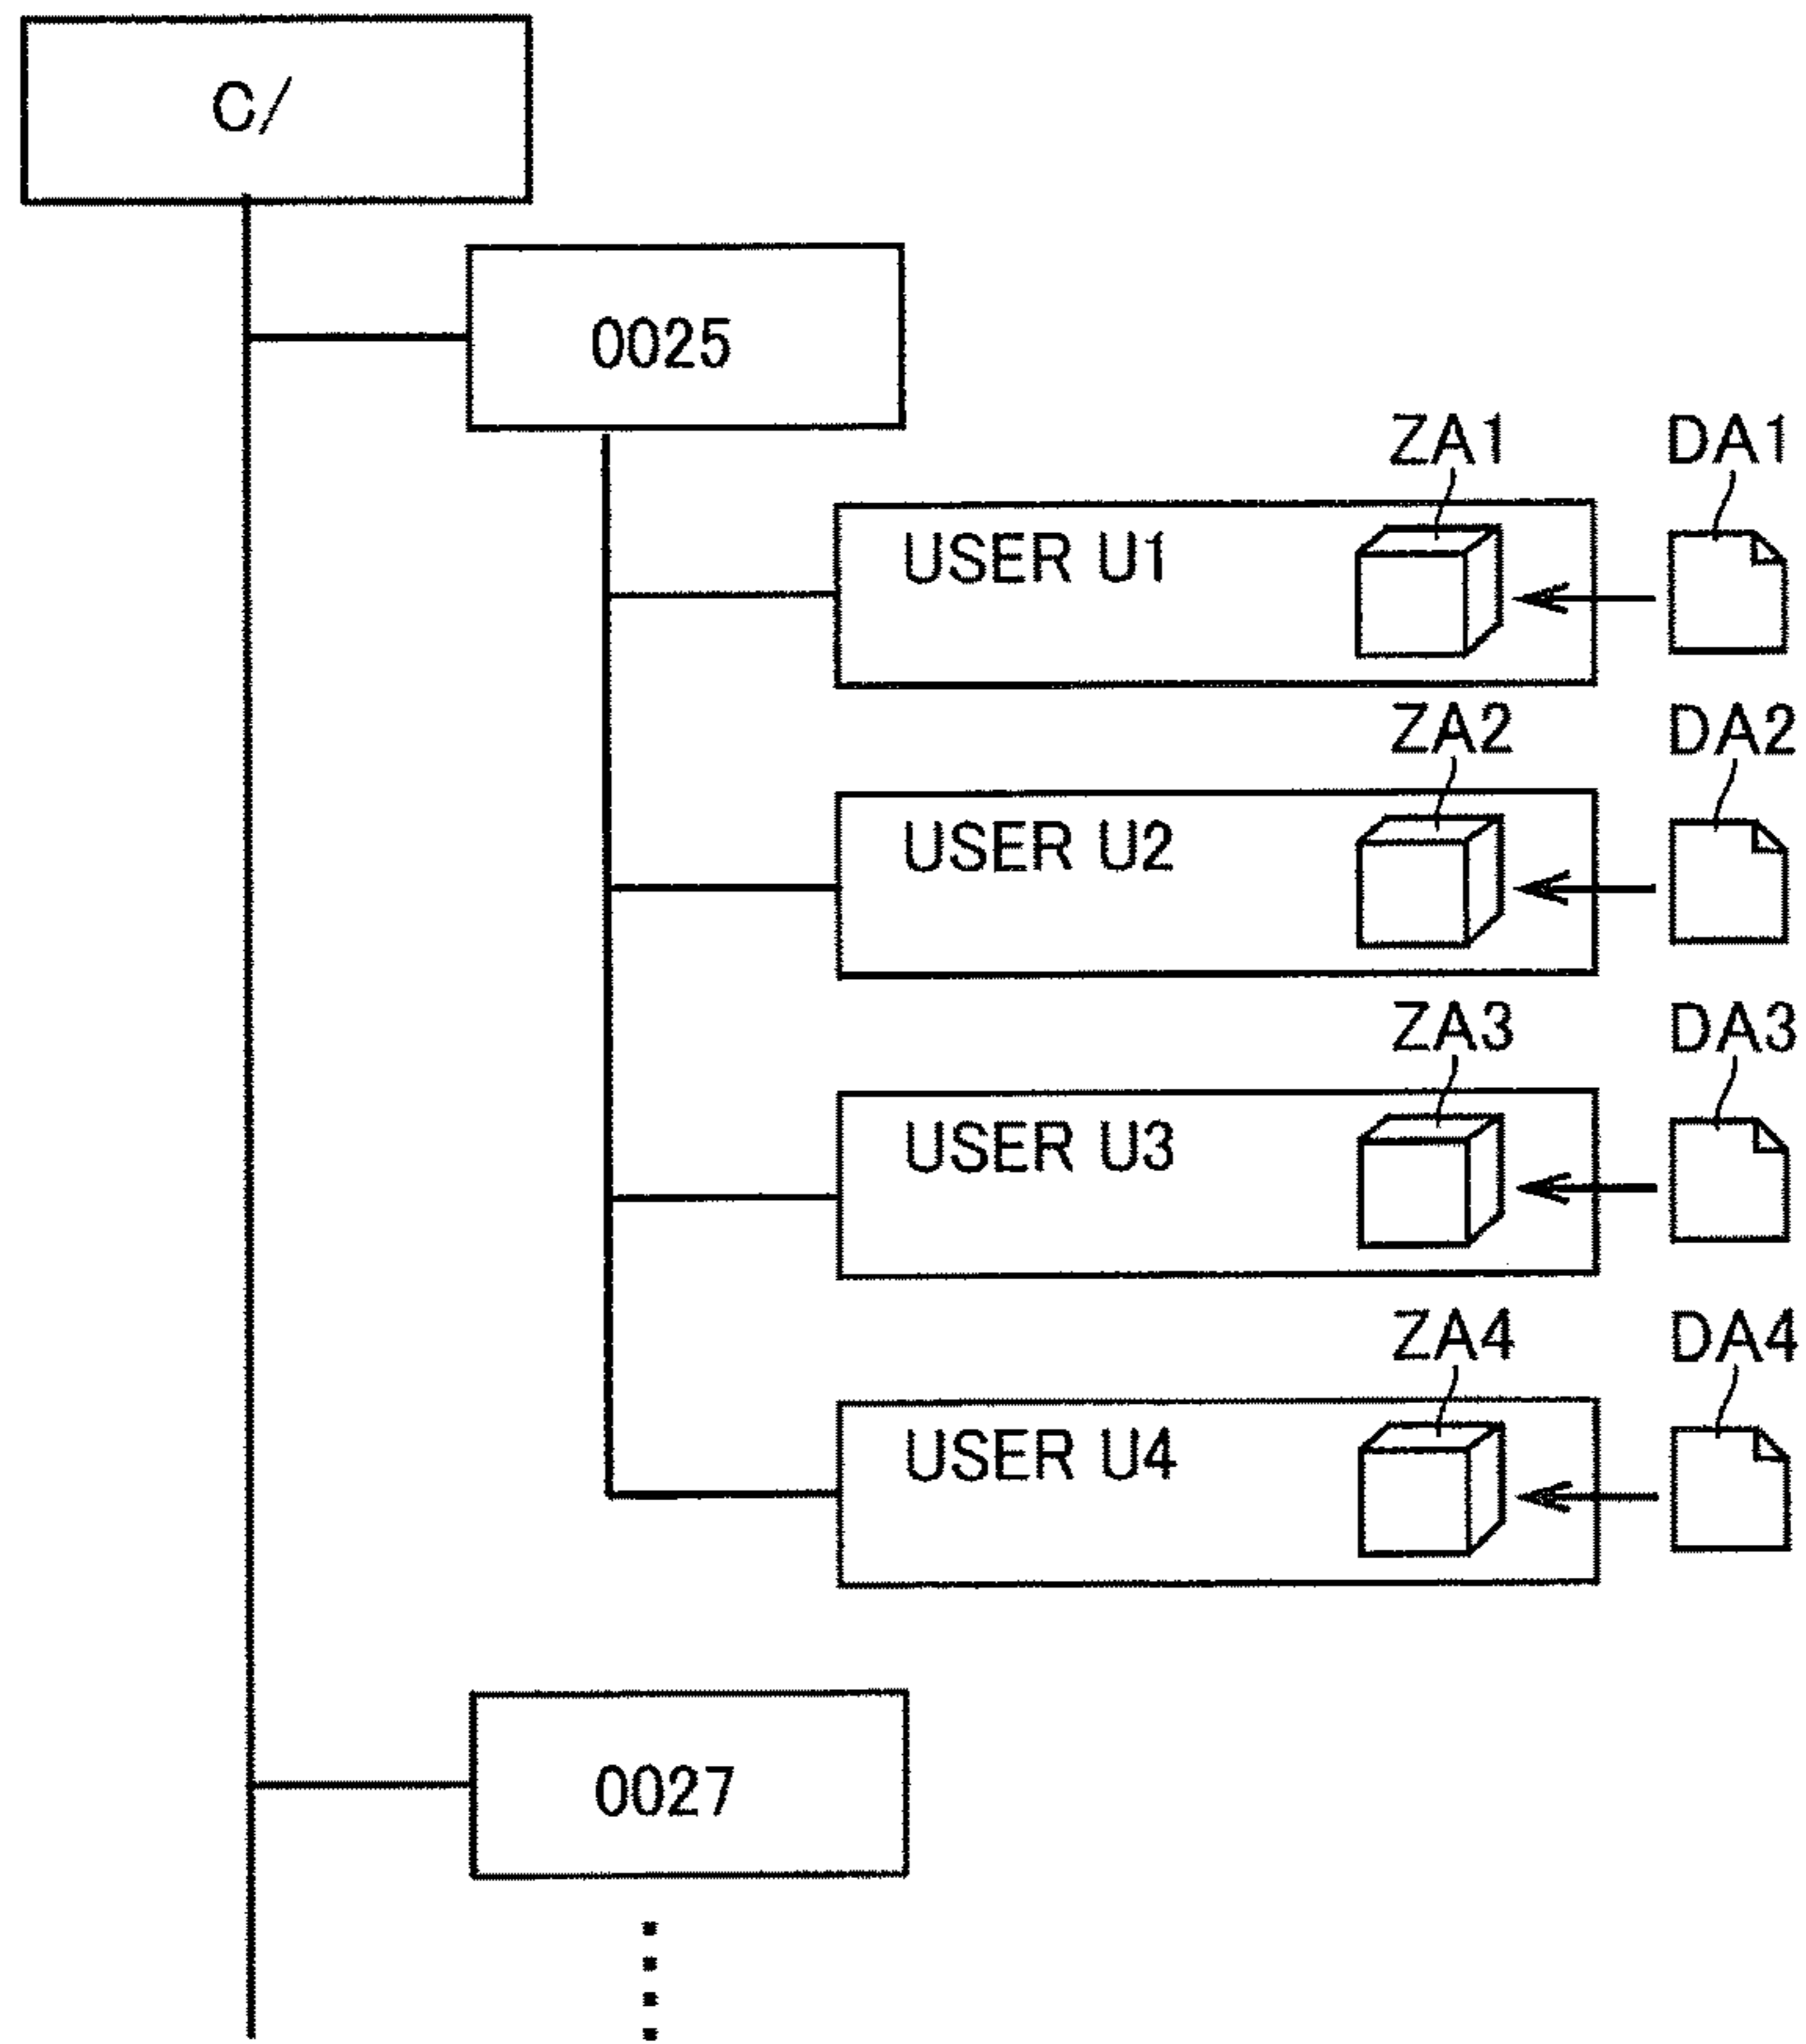 C/
0025
ZA1 DA1
USER U1
ZA2 DA2
USER U2
ZA3 DA3
USER U3
ZA4 DA4
USER U4
0027